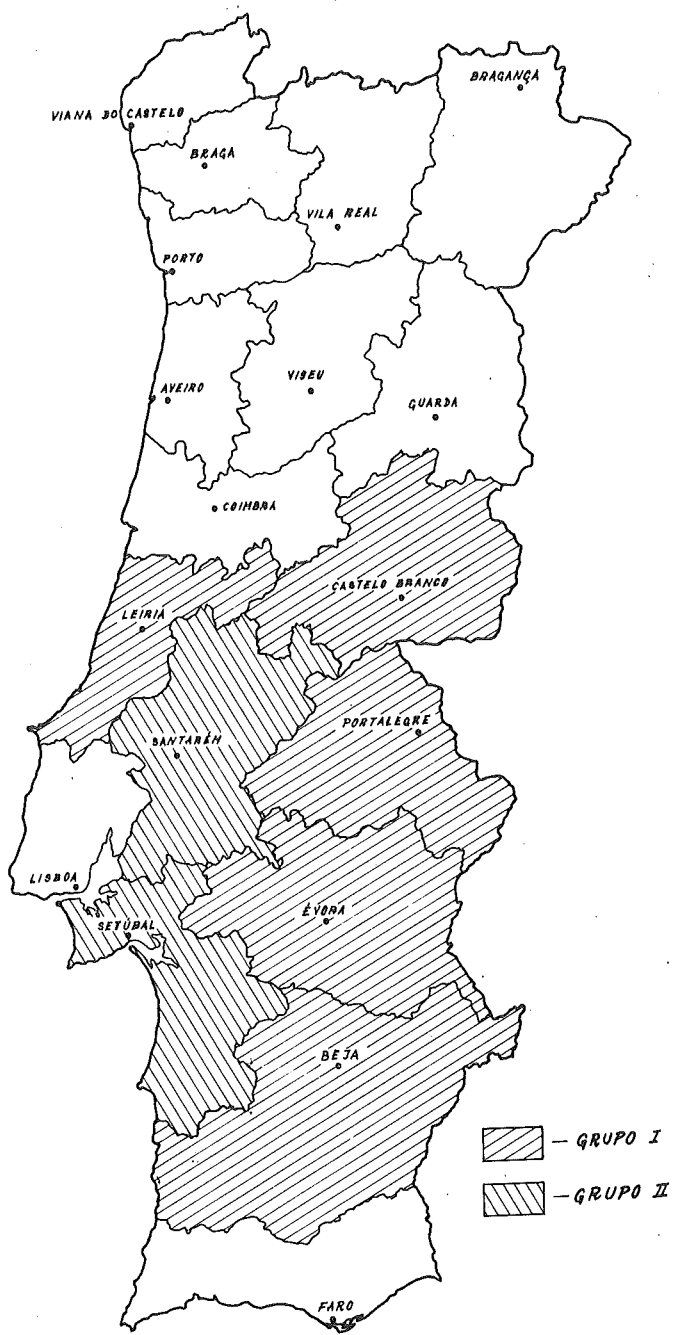 BRAGANÇA
VIANA DO CASTELO
BRAGA
VILA REAL
PORTO
VISEU
AVEIRO
GUARDA
COIMBRA
CASTELO BRANCO
LEIRIA
PORTALEGRE
SANTARÉM
LISBOA
ÉVORA
SETÚBAL
BEJA
— GRUPO I
— GRUPO II
FARO